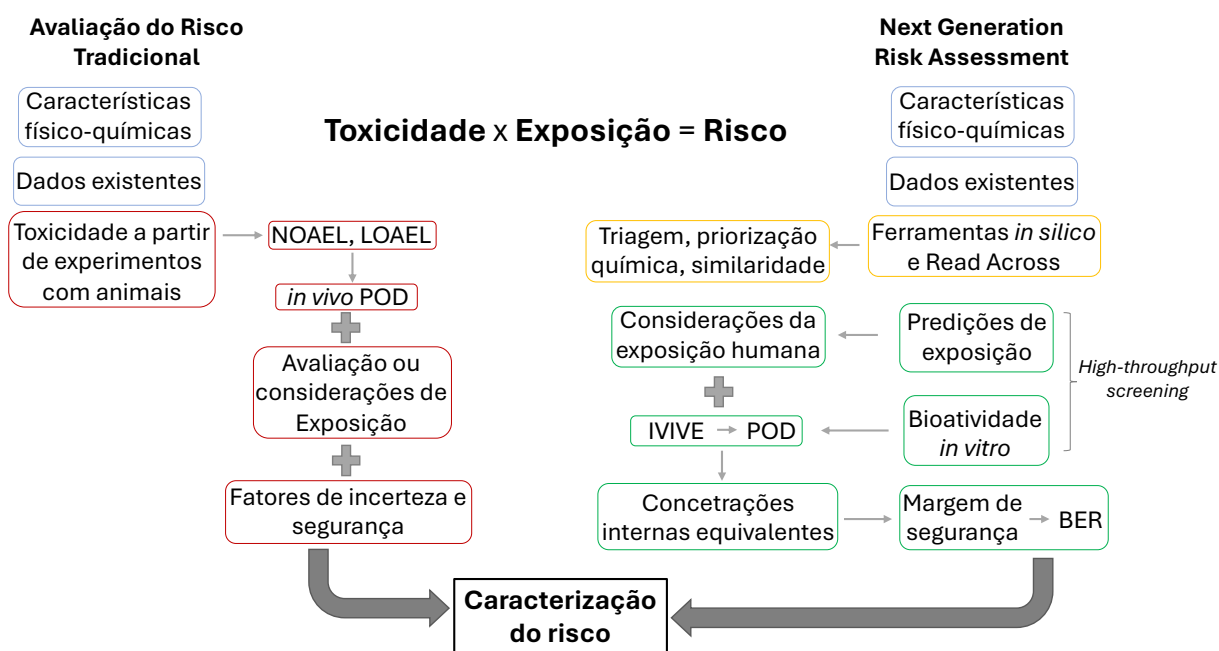 Avaliação do Risco
Tradicional
Características
físico-químicas
Dados existentes
Toxicidade a partir
de experimentos
com animais
NOAEL, LOAEL
in vivo POD
Avaliação ou
considerações de
Exposição
Fatores de incerteza e
segurança
Toxicidade x Exposição = Risco
Next Generation
Risk Assessment
Características
físico-químicas
Dados existentes
Ferramentas in silico
e Read Across
Triagem, priorização
química, similaridade
Predições de
exposição
Considerações da
exposição humana
High-throughput
screening
Bioatividade
in vitro
IVIVE → POD
Concetrações
internas equivalentes
Margem de
segurança → BER
Caracterização
do risco